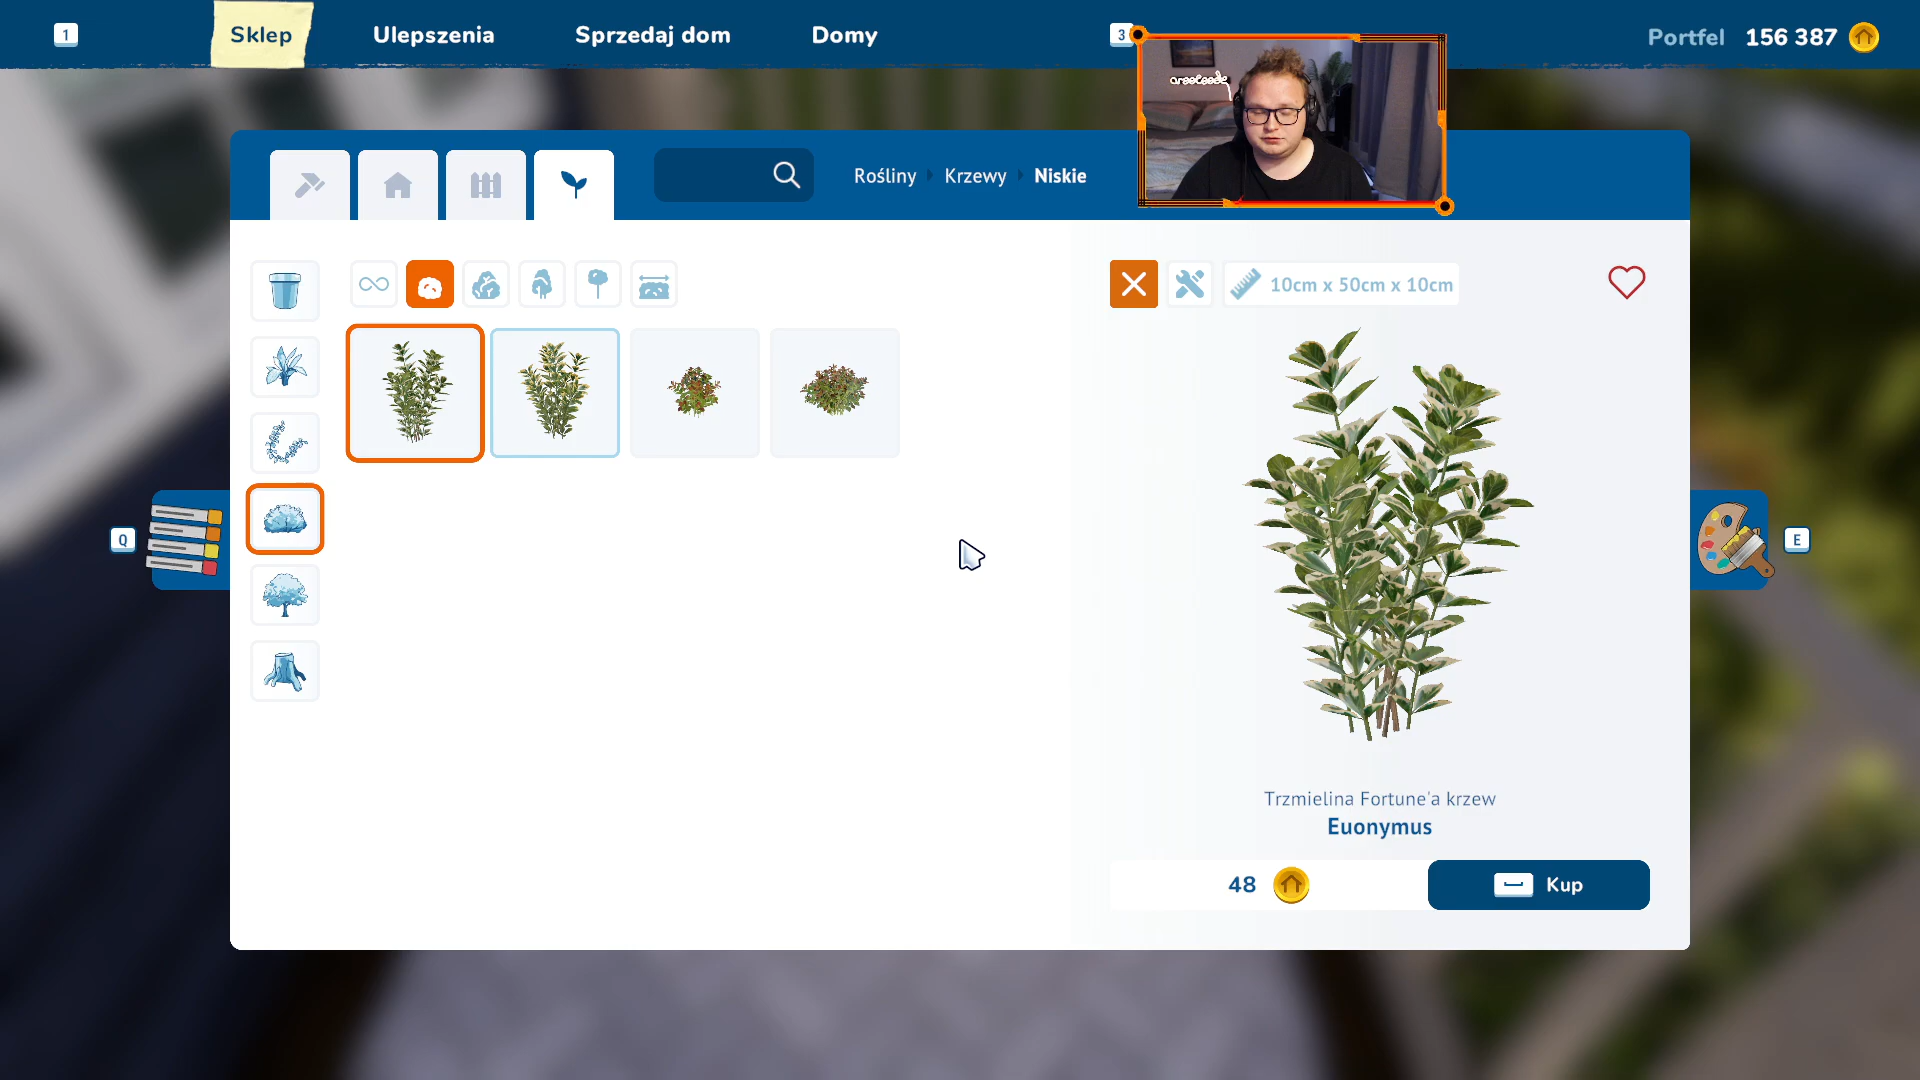 1
Sklep
Ulepszenia
Sprzedaj dom
Domy
3
Portfel 156 387
Rośliny Krzewy Niskie
10cm x 50cm x 10cm
Q
E
Trzmielina Fortune'a krzew
Euonymus
48
Kup